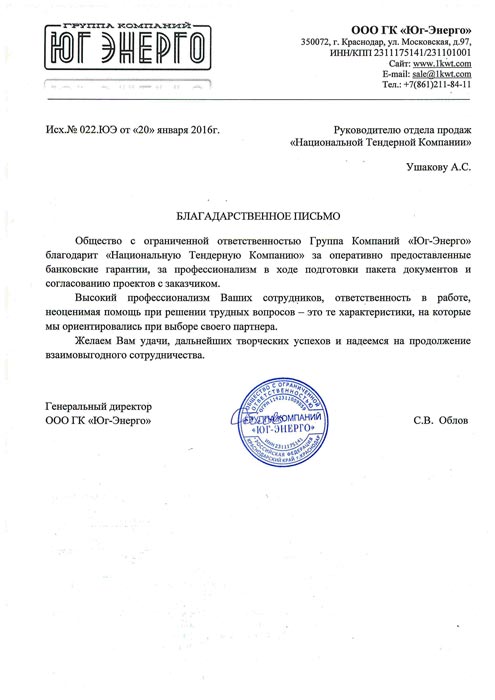 ГРУППА КОМПАНИЙ
ЮГ ЭНЕРГО
ООО ГК «Юг-Энерго»
350072, г. Краснодар, ул. Московская, д.97,
ИНН/КПП 2311175141/231101001
Сайт: www.1kwt.com
E-mail: sale@1kwt.com
Тел.: +7(861)211-84-11
Исх.№ 022.ЮЭ от «20» января 2016г.
Руководителю отдела продаж
«Национальной Тендерной Компании»
Ушакову А.С.
БЛАГАДАРСТВЕННОЕ ПИСЬМО
Общество с ограниченной ответственностью Группа Компаний «Юг-Энерго»
благодарит «Национальную Тендерную Компанию» за оперативно предоставленные
банковские гарантии, за профессионализм в ходе подготовки пакета документов и
согласованию проектов с заказчиком.
Высокий профессионализм Ваших сотрудников, ответственность в работе,
неоценимая помощь при решении трудных вопросов – это те характеристики, на которые
мы ориентировались при выборе своего партнера.
Желаем Вам удачи, дальнейших творческих успехов и надеемся на продолжение
взаимовыгодного сотрудничества.
Генеральный директор
ООО ГК «Юг-Энерго»
С.В. Облов
ОБЩЕСТВО С ОГРАНИЧЕННОЙ
ОТВЕТСТВЕННОСТЬЮ
ГРУППА КОМПАНИЙ
«ЮГ-ЭНЕРГО»
ИНН 2311175141
РОССИЙСКАЯ ФЕДЕРАЦИЯ
КРАСНОДАРСКИЙ КРАЙ г.КРАСНОДАР